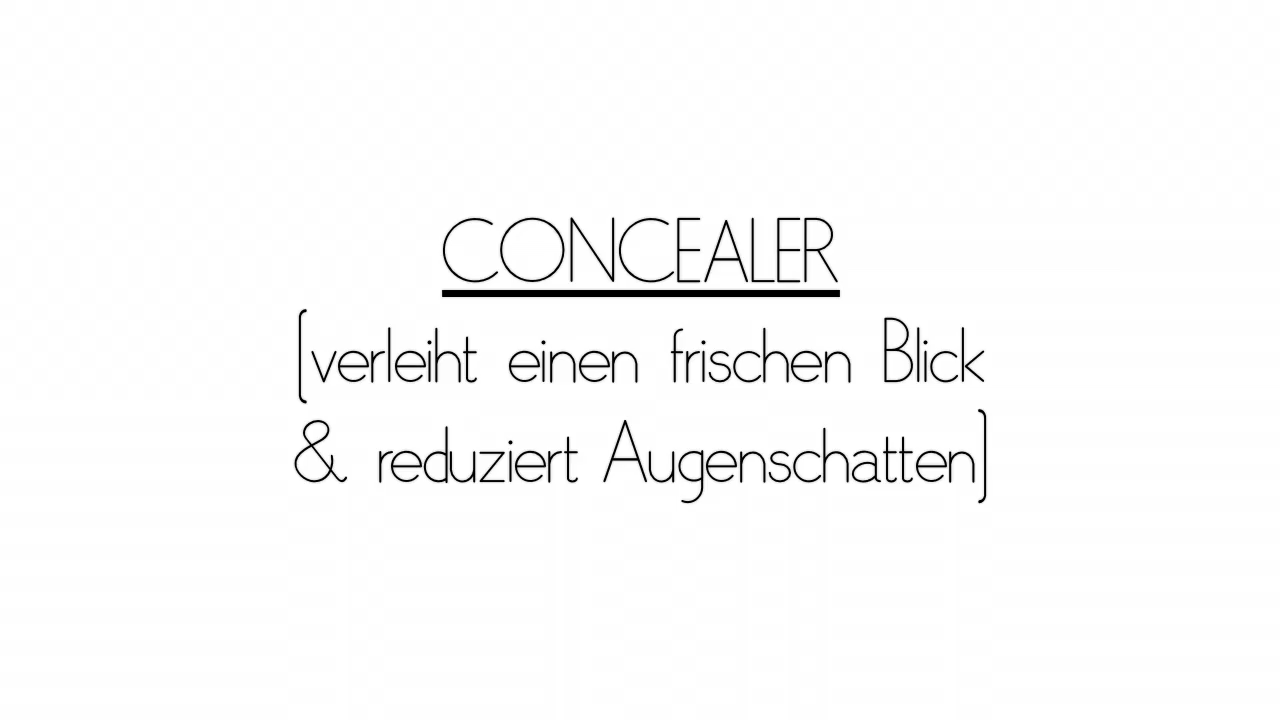 CONCEALER
(verleiht einen frischen Blick
& reduziert Augenschatten)